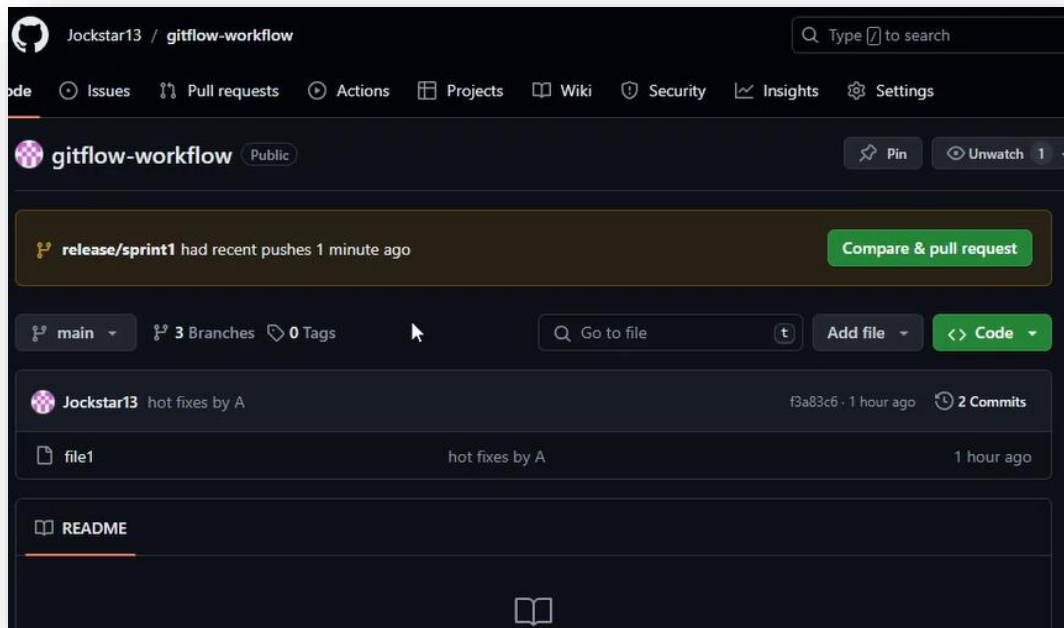 Jockstar13 / gitflow-workflow
Type / to search
ode Issues Pull requests Actions Projects Wiki Security Insights Settings
gitflow-workflow Public
Pin Unwatch 1
release/sprint1 had recent pushes 1 minute ago
Compare & pull request
main 3 Branches 0 Tags
Go to file t Add file <> Code
Jockstar13 hot fixes by A f3a83c6 · 1 hour ago 2 Commits
file1 hot fixes by A 1 hour ago
README